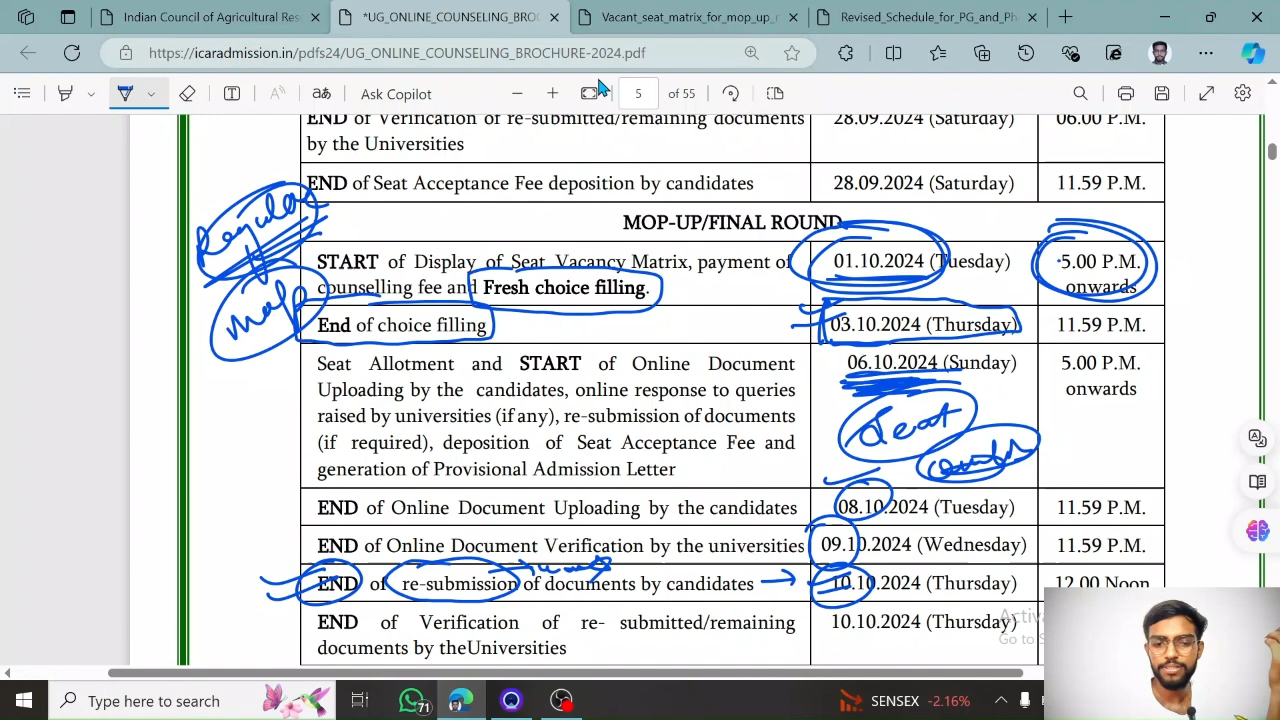 Indian Council of Agricultural Res
*UG_ONLINE_COUNSELING_BROC
Vacant_seat_matrix_for_mop_up_r
Revised_Schedule_for_PG_and_Ph
https://icaradmission.in/pdfs24/UG_ONLINE_COUNSELING_BROCHURE-2024.pdf
Ask Copilot
5 of 55
END of Verification of re-submitted/remaining documents 28.09.2024 (Saturday) 06.00 P.M.
by the Universities
END of Seat Acceptance Fee deposition by candidates 28.09.2024 (Saturday) 11.59 P.M.
Regular
MOP-UP/FINAL ROUND
START of Display of Seat Vacancy Matrix, payment of 01.10.2024 (Tuesday) 5.00 P.M.
counselling fee and Fresh choice filling. onwards
Mop
End of choice filling 03.10.2024 (Thursday) 11.59 P.M.
Seat Allotment and START of Online Document 06.10.2024 (Sunday 5.00 P.M.
Uploading by the candidates, online response to queries onwards
raised by universities (if any), re-submission of documents
(if required), deposition of Seat Acceptance Fee and
generation of Provisional Admission Letter
Seat
END of Online Document Uploading by the candidates 08.10.2024 (Tuesday) 11.59 P.M.
END of Online Document Verification by the universities 09.10.2024 (Wednesday) 11.59 P.M.
END of re-submission of documents by candidates 10.10.2024 (Thursday) 12.00 Noon
END of Verification of re- submitted/remaining 10.10.2024 (Thursday)
documents by theUniversities
Activ
Go to S
Type here to search
71
SENSEX -2.16%